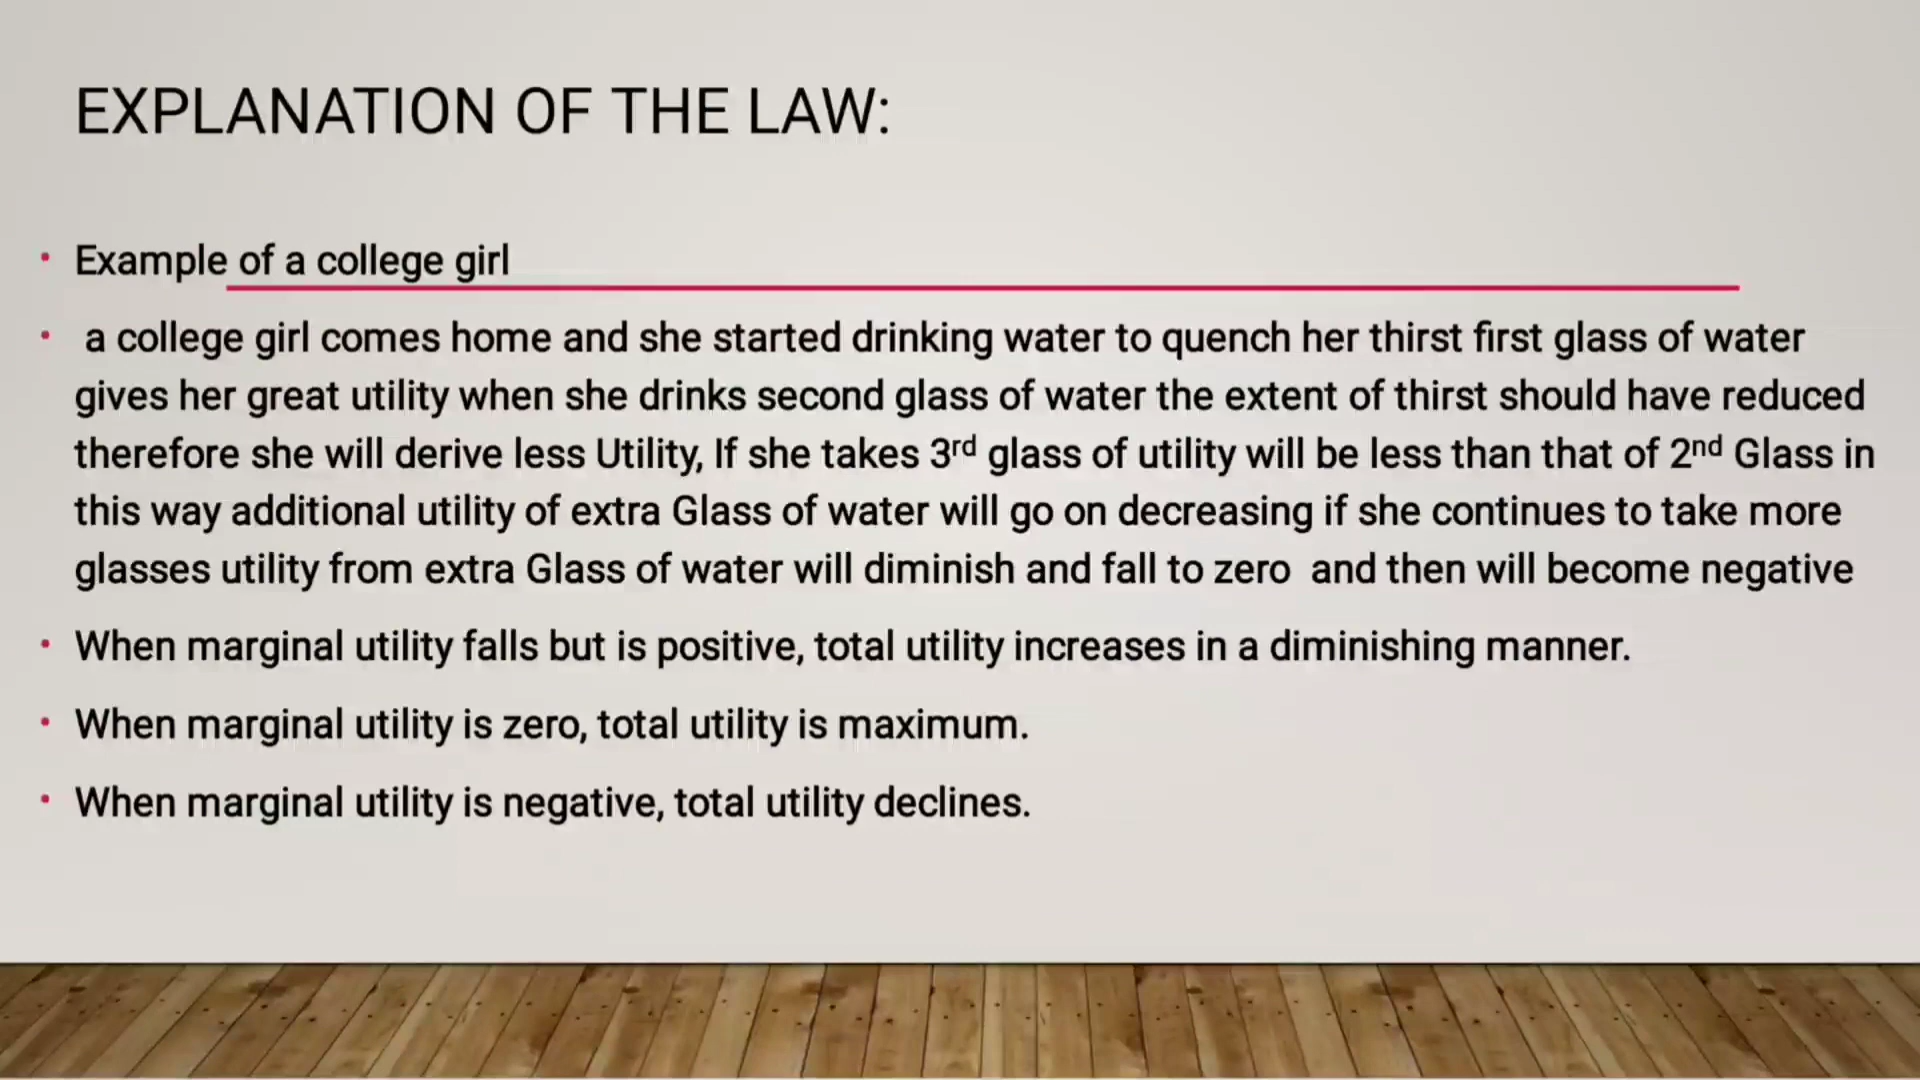 EXPLANATION OF THE LAW:
• Example of a college girl
• a college girl comes home and she started drinking water to quench her thirst first glass of water
gives her great utility when she drinks second glass of water the extent of thirst should have reduced
therefore she will derive less Utility, If she takes 3rd glass of utility will be less than that of 2nd Glass in
this way additional utility of extra Glass of water will go on decreasing if she continues to take more
glasses utility from extra Glass of water will diminish and fall to zero and then will become negative
• When marginal utility falls but is positive, total utility increases in a diminishing manner.
• When marginal utility is zero, total utility is maximum.
• When marginal utility is negative, total utility declines.